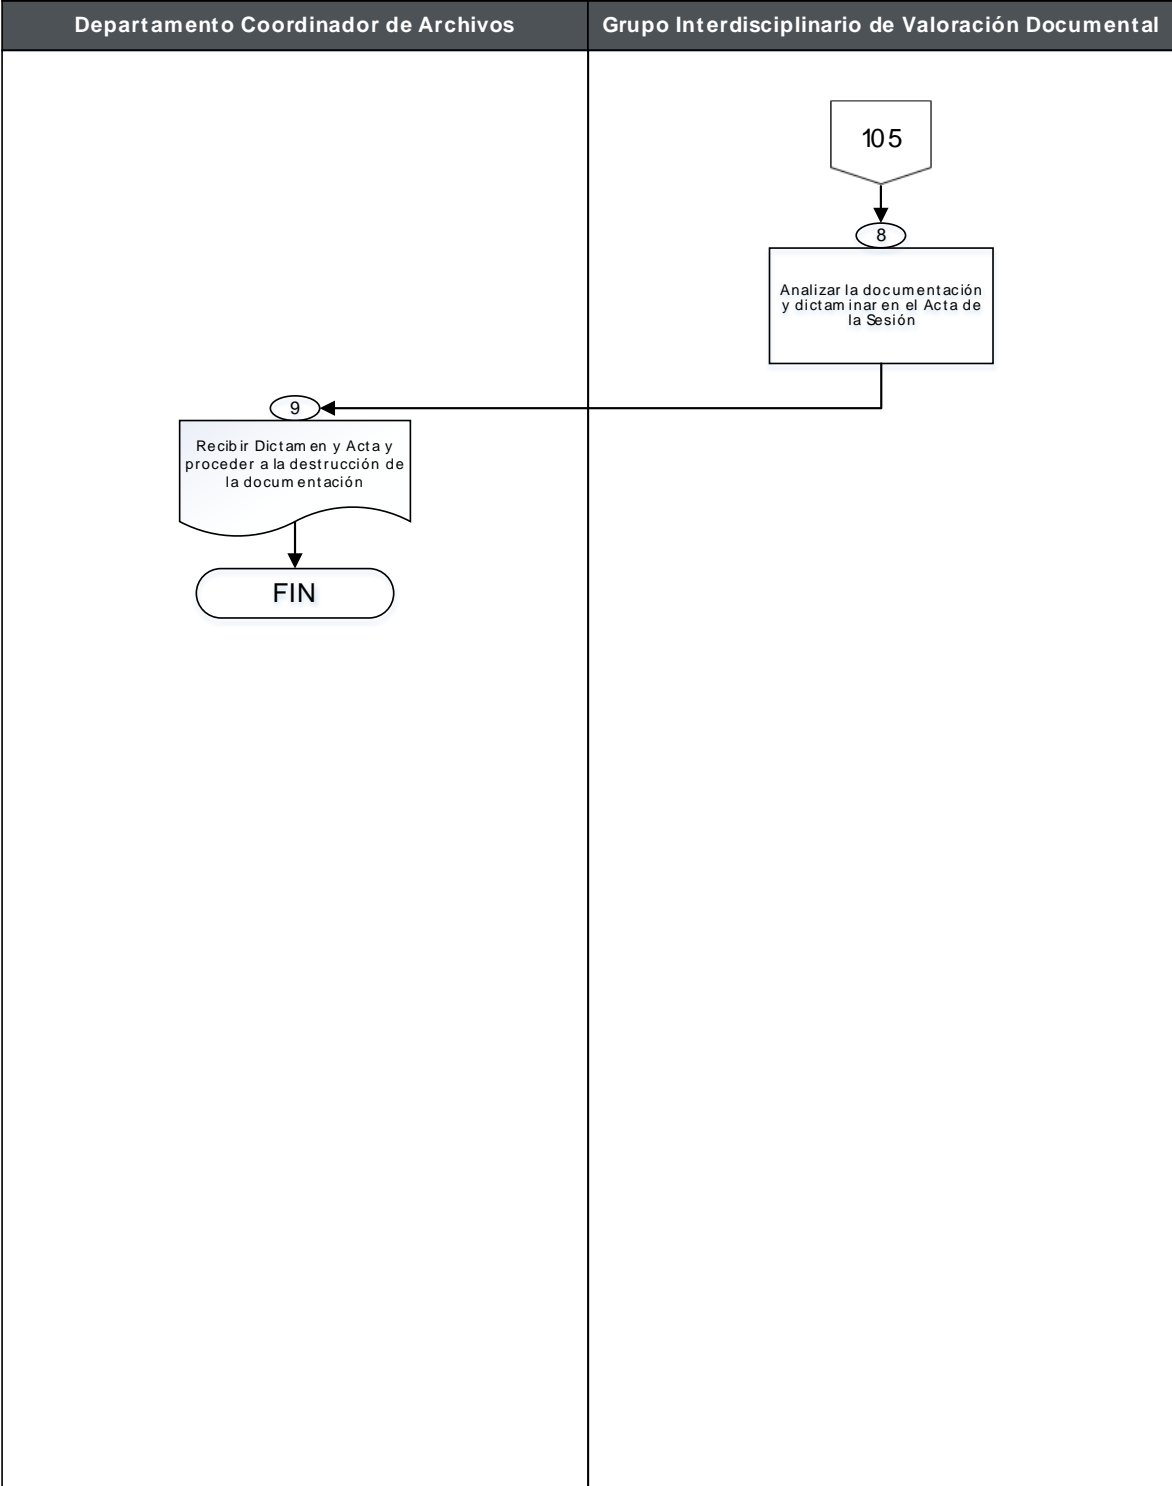 Departamento Coordinador de Archivos
Grupo Interdisciplinario de Valoración Documental
105
8
Analizar la documentación
y dictaminar en el Acta de
la Sesión
9
Recibir Dictamen y Acta y
proceder a la destrucción de
la documentación
FIN